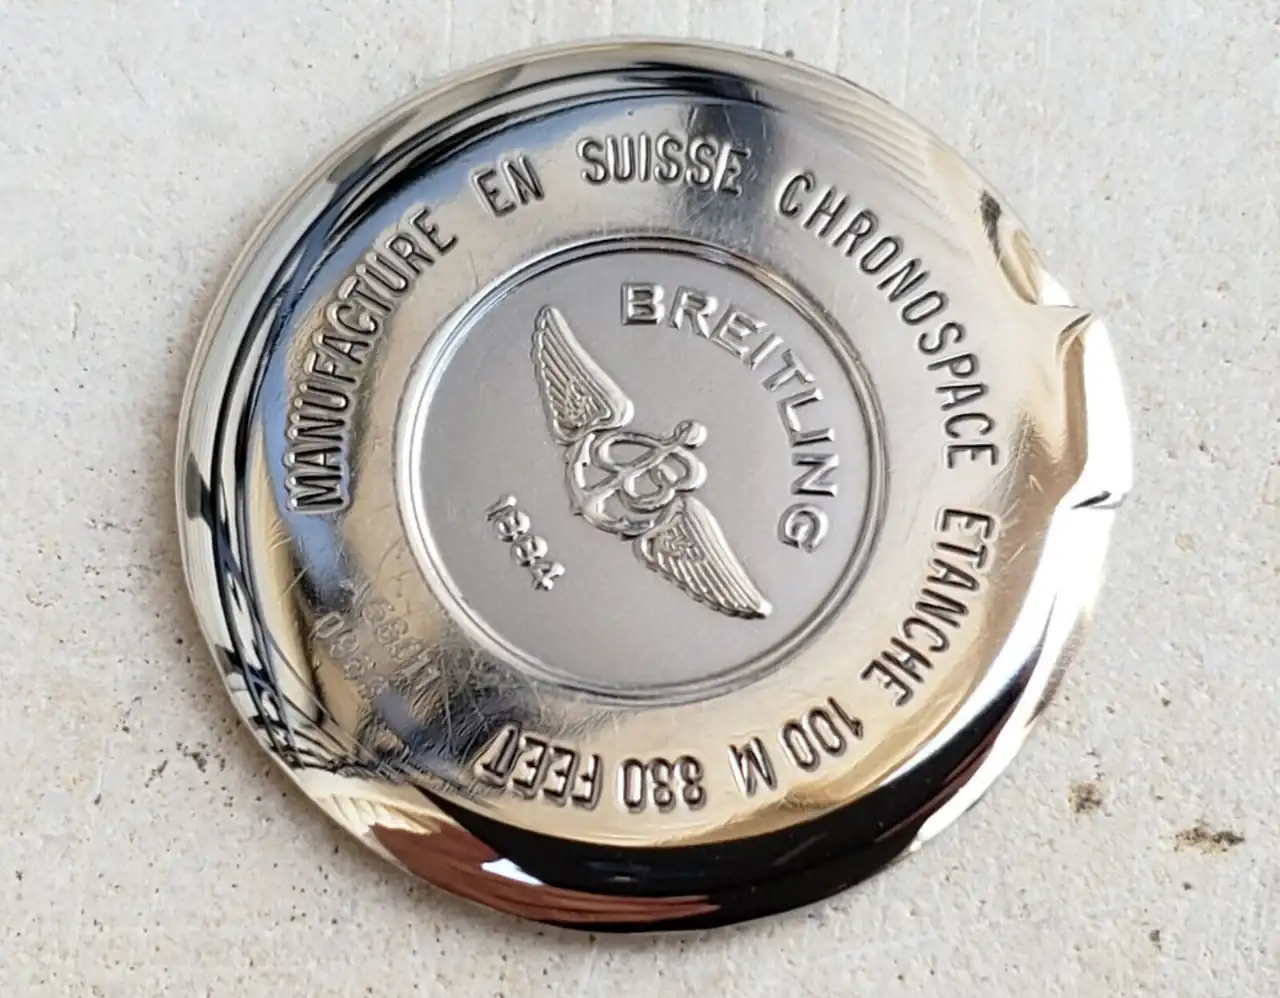 MANUFACTURE EN SUISSE CHRONOSPACE ETANCHE 100 M 330 FEET
BREITLING
1884